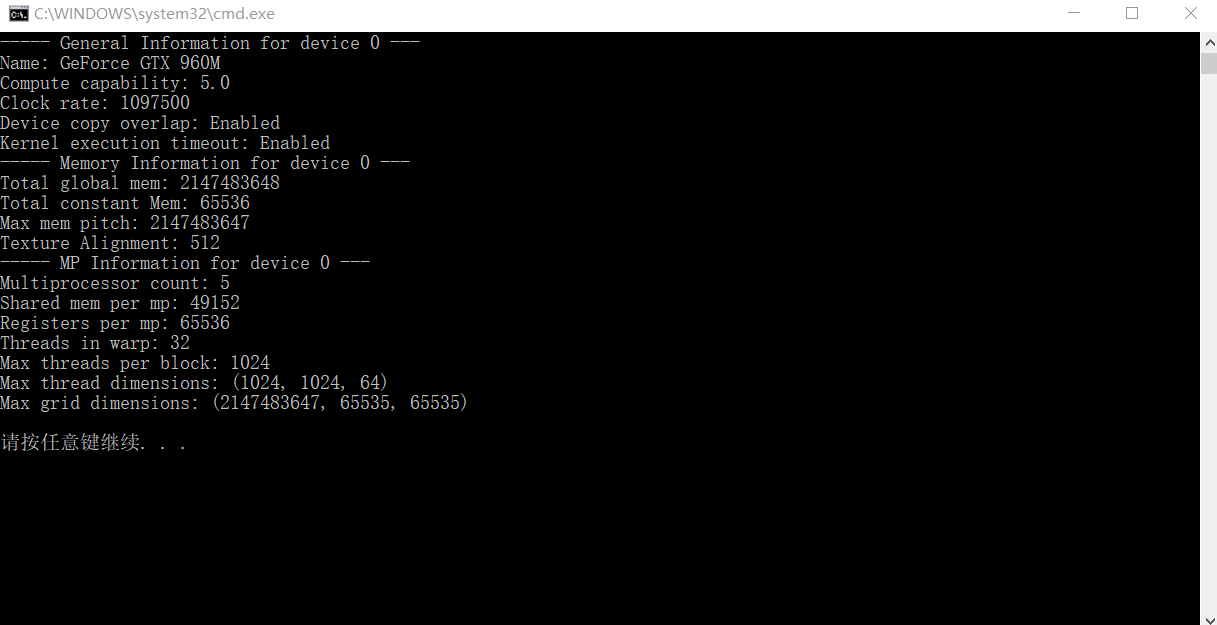 C:\WINDOWS\system32\cmd.exe
----- General Information for device 0 ---
Name: GeForce GTX 960M
Compute capability: 5.0
Clock rate: 1097500
Device copy overlap: Enabled
Kernel execution timeout: Enabled
----- Memory Information for device 0 ---
Total global mem: 2147483648
Total constant Mem: 65536
Max mem pitch: 2147483647
Texture Alignment: 512
----- MP Information for device 0 ---
Multiprocessor count: 5
Shared mem per mp: 49152
Registers per mp: 65536
Threads in warp: 32
Max threads per block: 1024
Max thread dimensions: (1024, 1024, 64)
Max grid dimensions: (2147483647, 65535, 65535)
请按任意键继续. . .